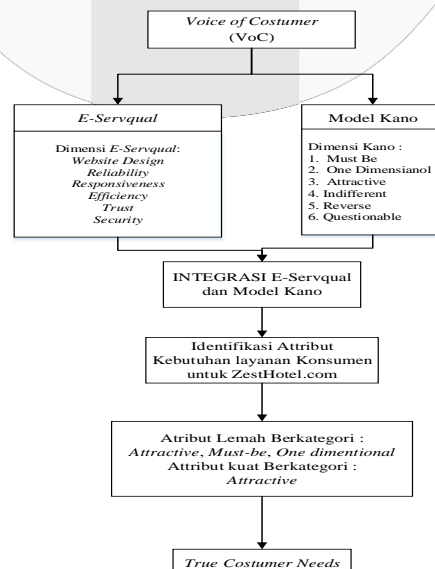 Voice of Costumer
(VoC)
E-Servqual
Dimensi E-Servqual:
Website Design
Reliability
Responsiveness
Efficiency
Trust
Security
Model Kano
Dimensi Kano :
1. Must Be
2. One Dimensianol
3. Attractive
4. Indifferent
5. Reverse
6. Questionable
INTEGRASI E-Servqual
dan Model Kano
Identifikasi Attribut
Kebutuhan layanan Konsumen
untuk ZestHotel.com
Atribut Lemah Berkategori :
Attractive, Must-be, One dimentional
Attribut kuat Berkategori :
Attractive
True Costumer Needs